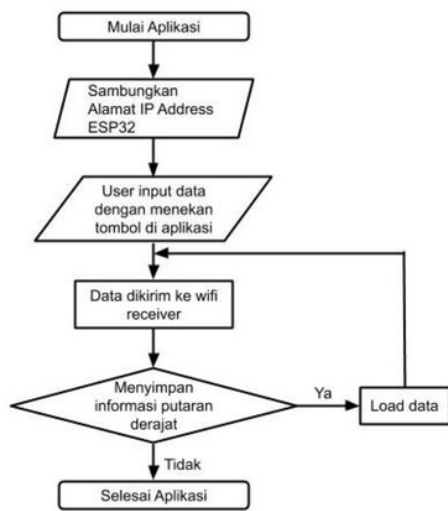 Mulai Aplikasi
Sambungkan
Alamat IP Address
ESP32
User input data
dengan menekan
tombol di aplikasi
Data dikirim ke wifi
receiver
Menyimpan
informasi putaran
derajat
Ya
Load data
Tidak
Selesai Aplikasi